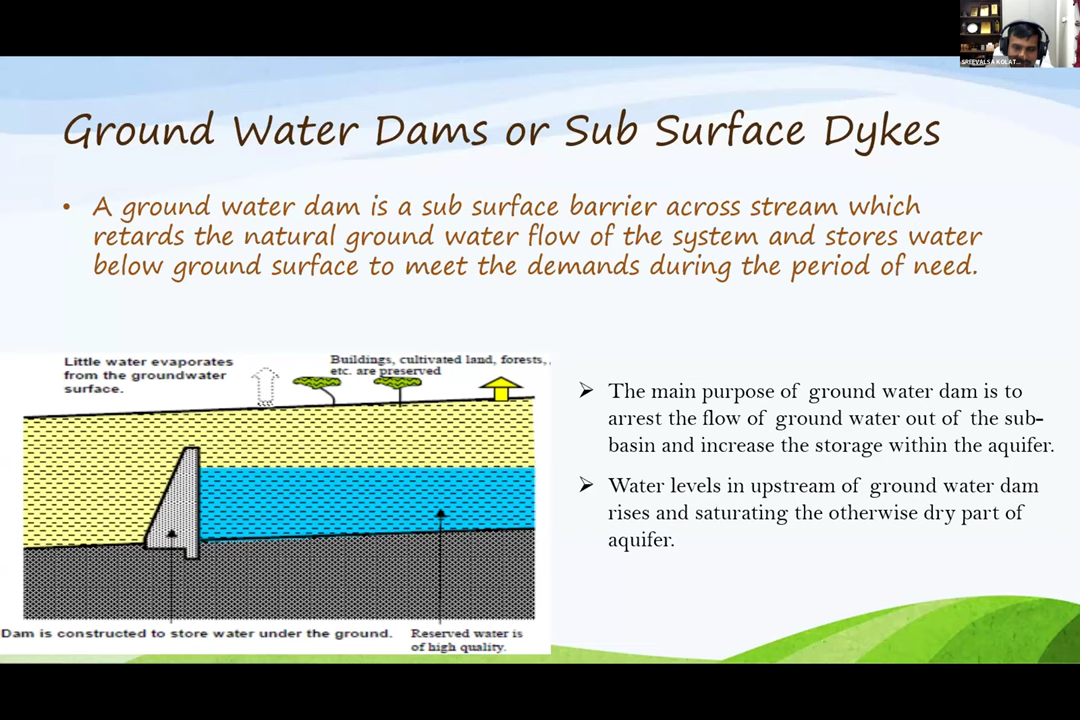 SREEVALSA KOLAT...
Ground Water Dams or Sub Surface Dykes
• A ground water dam is a sub surface barrier across stream which
retards the natural ground water flow of the system and stores water
below ground surface to meet the demands during the period of need.
Little water evaporates
from the groundwater
surface.
Buildings, cultivated land, forests,.
etc. are preserved
➢ The main purpose of ground water dam is to
arrest the flow of ground water out of the sub-
basin and increase the storage within the aquifer.
➢ Water levels in upstream of ground water dam
rises and saturating the otherwise dry part of
aquifer.
Dam is constructed to store water under the ground.
Reserved water is
of high quality.